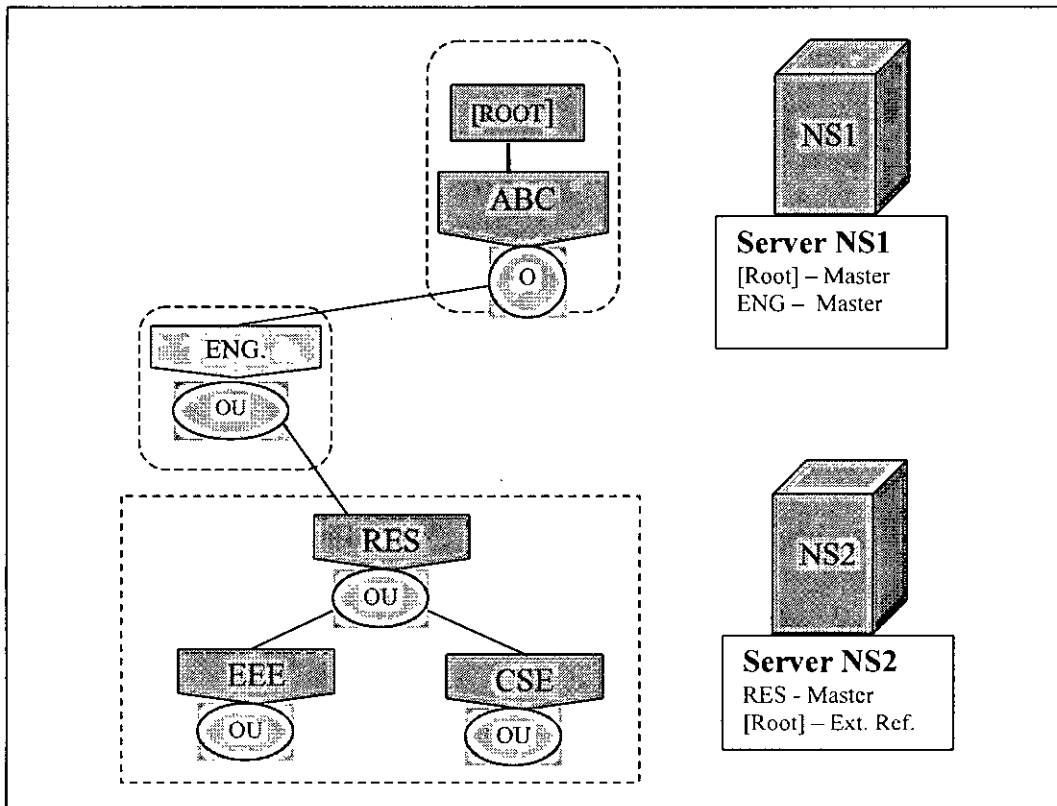 [ROOT]
ABC
O
ENG.
OU
RES
OU
EEE
OU
CSE
OU
NS1
Server NS1
[Root] – Master
ENG – Master
NS2
Server NS2
RES - Master
[Root] – Ext. Ref.